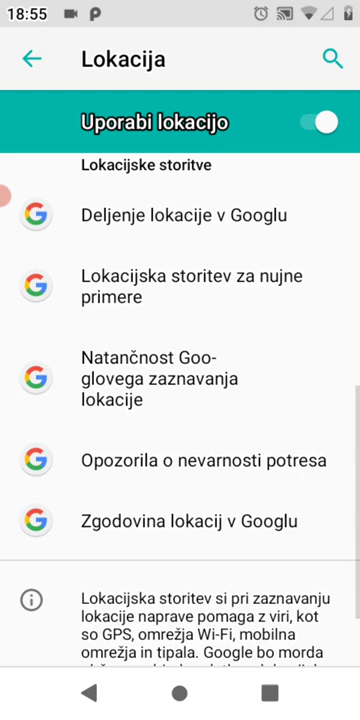 18:55
Lokacija
Uporabi lokacijo
Lokacijske storitve
Deljenje lokacije v Googlu
Lokacijska storitev za nujne
primere
Natančnost Goo-
glovega zaznavanja
lokacije
Opozorila o nevarnosti potresa
Zgodovina lokacij v Googlu
Lokacijska storitev si pri zaznavanju
lokacije naprave pomaga z viri, kot
so GPS, omrežja Wi-Fi, mobilna
omrežja in tipala. Google bo morda